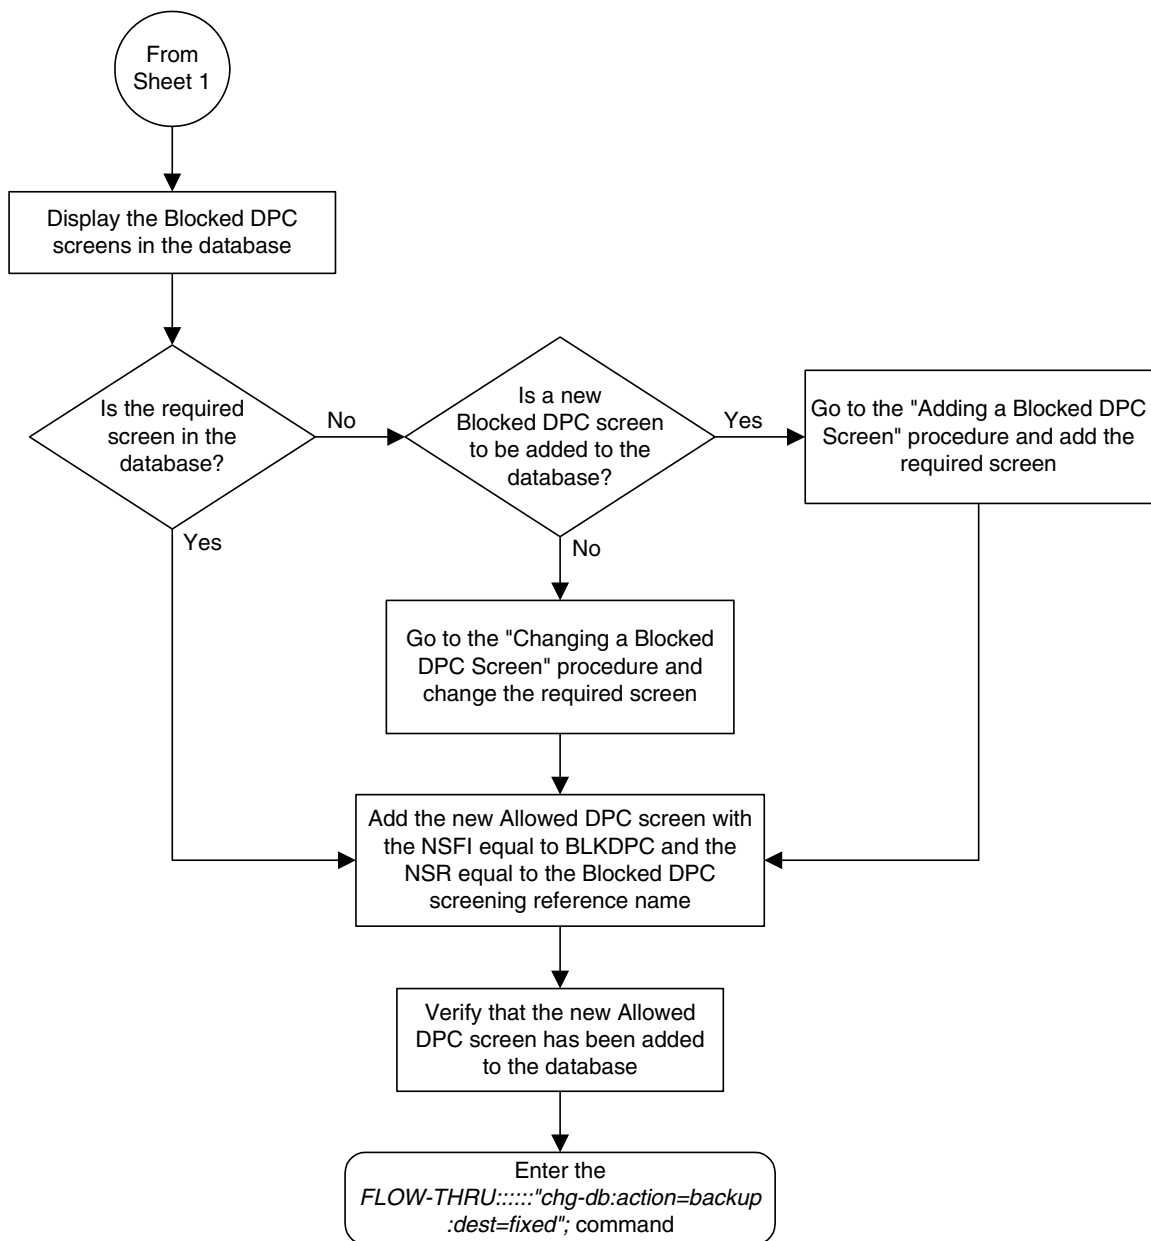 From
Sheet 1
Display the Blocked DPC
screens in the database
Is the required
screen in the
database?
No
Yes
Is a new
Blocked DPC screen
to be added to the
database?
Yes
No
Go to the "Adding a Blocked DPC
Screen" procedure and add the
required screen
Go to the "Changing a Blocked
DPC Screen" procedure and
change the required screen
Add the new Allowed DPC screen with
the NSFI equal to BLKDPC and the
NSR equal to the Blocked DPC
screening reference name
Verify that the new Allowed
DPC screen has been added
to the database
Enter the
FLOW-THRU::::::"chg-db:action=backup
:dest=fixed"; command